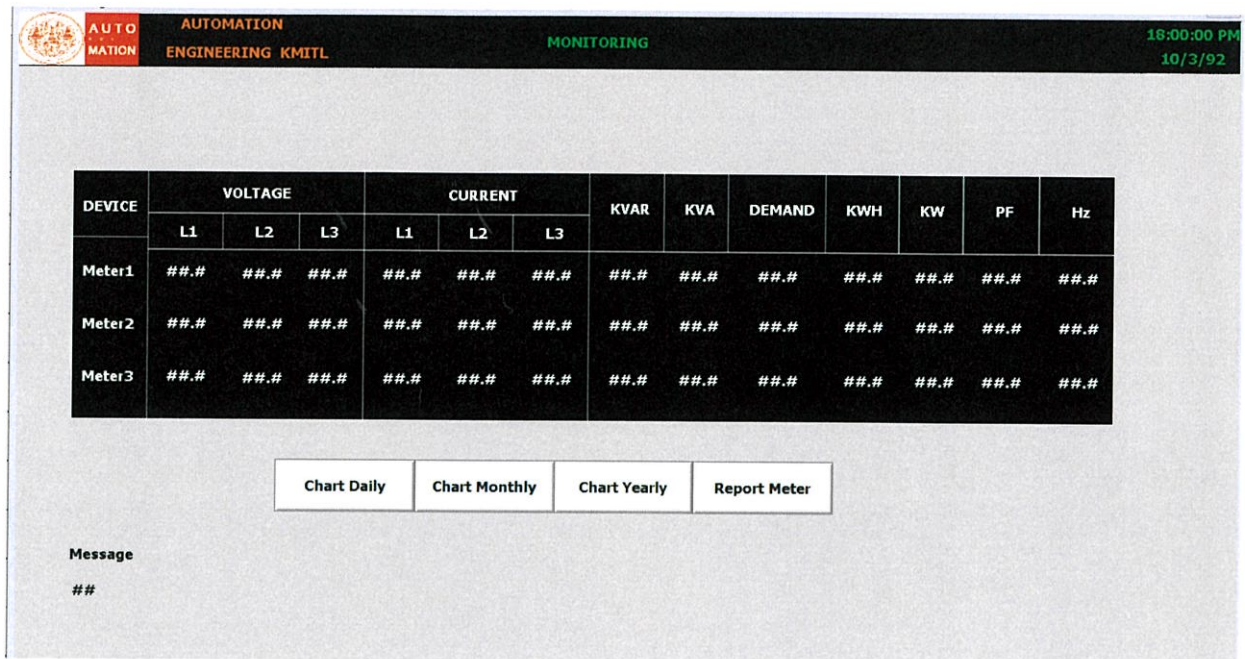 AUTO
MATION
AUTOMATION
ENGINEERING KMITL
MONITORING
18:00:00 PM
10/3/92
DEVICE VOLTAGE CURRENT KVAR KVA DEMAND KWH KW PF Hz
L1 L2 L3 L1 L2 L3
Meter1 ##.# ##.# ##.# ##.# ##.# ##.# ##.# ##.# ##.# ##.# ##.# ##.# ##.#
Meter2 ##.# ##.# ##.# ##.# ##.# ##.# ##.# ##.# ##.# ##.# ##.# ##.# ##.#
Meter3 ##.# ##.# ##.# ##.# ##.# ##.# ##.# ##.# ##.# ##.# ##.# ##.# ##.#
Chart Daily Chart Monthly Chart Yearly Report Meter
Message
##